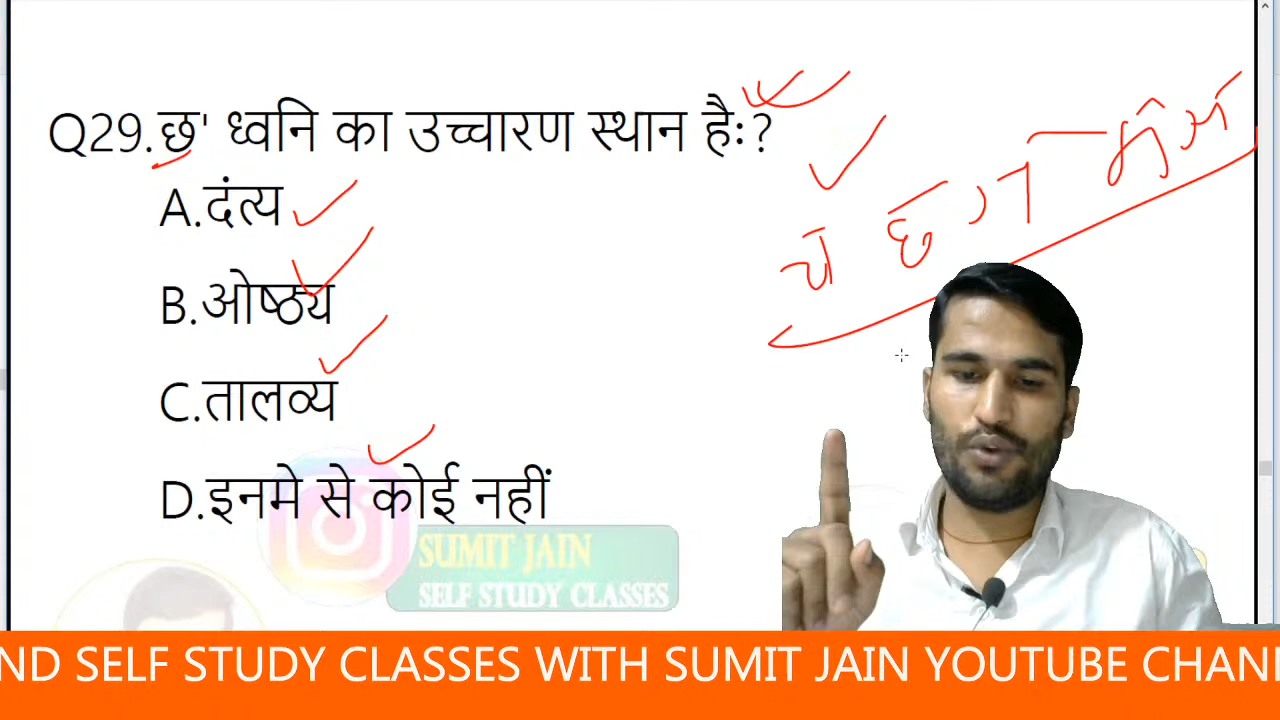 Q29.छ' ध्वनि का उच्चारण स्थान हैः?
A.दंत्य
B.ओष्ठ्य
C.तालव्य
D.इनमे से कोई नहीं
SUMIT JAIN
SELF STUDY CLASSES
ND SELF STUDY CLASSES WITH SUMIT JAIN YOUTUBE CHAN